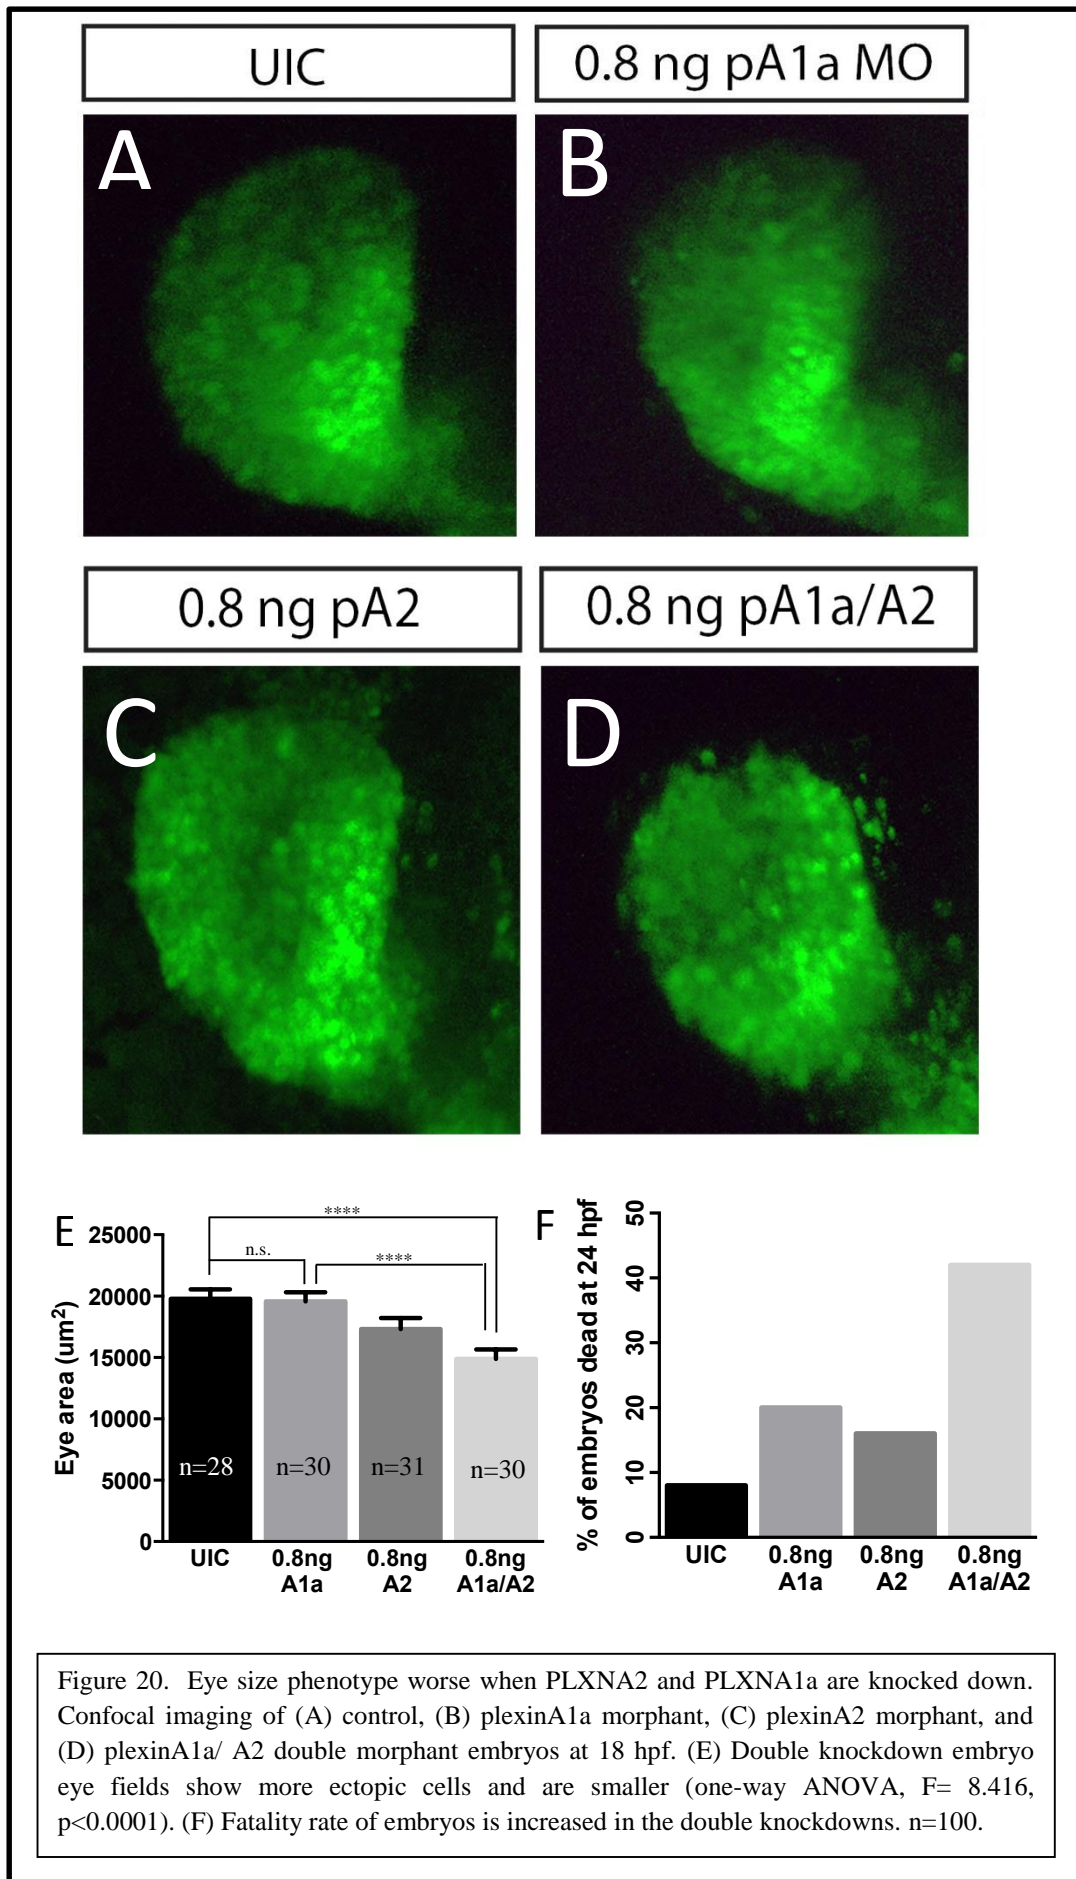 UIC
0.8 ng pA1a MO
A
B
0.8 ng pA2
0.8 ng pA1a/A2
C
D
E
Eye area (um²)
25000
20000
15000
10000
5000
0
****
n.s.
****
n=28
n=30
n=31
n=30
UIC
0.8ng
A1a
0.8ng
A2
0.8ng
A1a/A2
F
% of embryos dead at 24 hpf
50
40
30
20
10
0
UIC
0.8ng
A1a
0.8ng
A2
0.8ng
A1a/A2
Figure 20. Eye size phenotype worse when PLXNA2 and PLXNA1a are knocked down.
Confocal imaging of (A) control, (B) plexinA1a morphant, (C) plexinA2 morphant, and
(D) plexinA1a/ A2 double morphant embryos at 18 hpf. (E) Double knockdown embryo
eye fields show more ectopic cells and are smaller (one-way ANOVA, F= 8.416,
p<0.0001). (F) Fatality rate of embryos is increased in the double knockdowns. n=100.